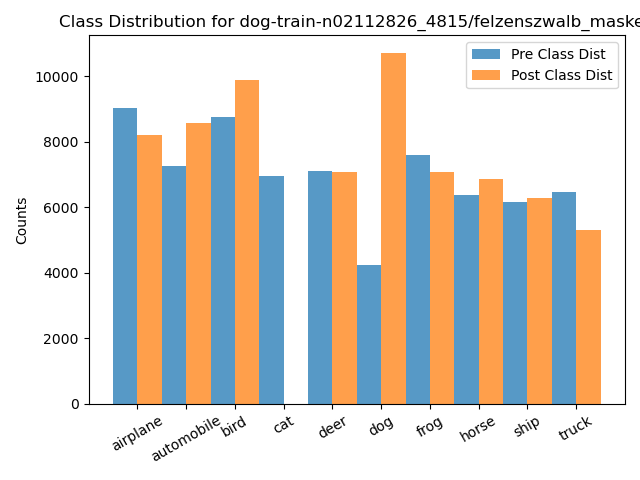 Class Distribution for dog-train-n02112826_4815/felzenszwalb_maske
Pre Class Dist
Post Class Dist
Counts
10000
8000
6000
4000
2000
0
airplane
automobile
bird
cat
deer
dog
frog
horse
ship
truck